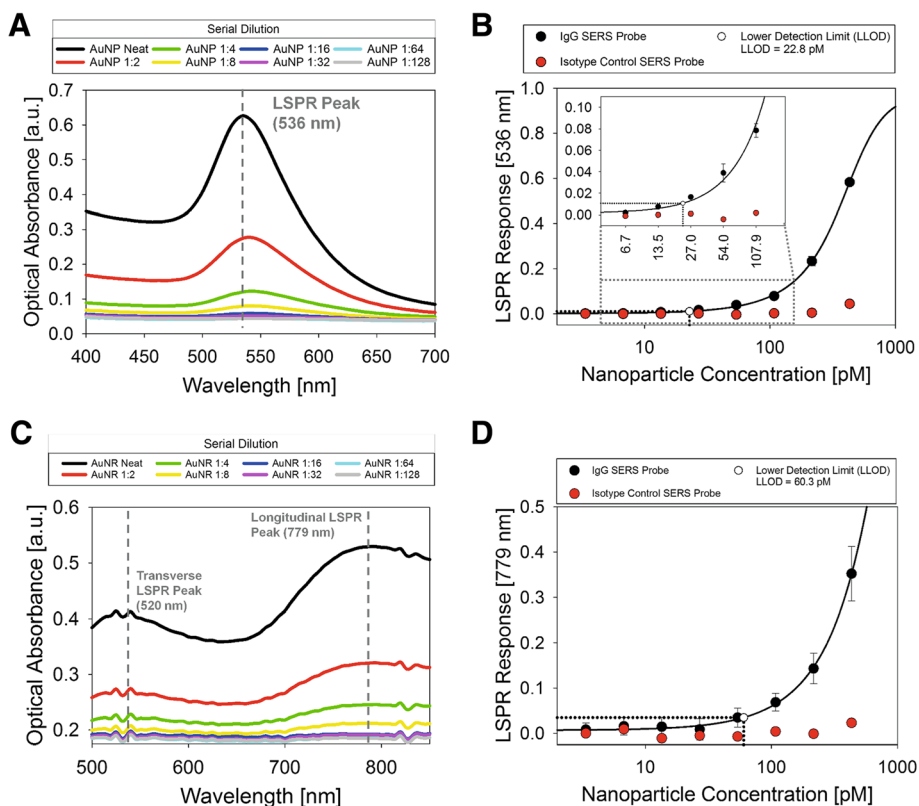 A
Serial Dilution
AuNP Neat AuNP 1:4 AuNP 1:16 AuNP 1:64
AuNP 1:2 AuNP 1:8 AuNP 1:32 AuNP 1:128
0.7
0.6
0.5
0.4
0.3
0.2
0.1
0.0
Optical Absorbance [a.u.]
LSPR Peak
(536 nm)
400 450 500 550 600 650 700
Wavelength [nm]
B
IgG SERS Probe
Isotype Control SERS Probe
Lower Detection Limit (LLOD)
LLOD = 22.8 pM
1.0
0.8
0.6
0.4
0.2
0.0
LSPR Response [536 nm]
0.10
0.08
0.06
0.04
0.02
0.00
6.7 13.5 27.0 54.0 107.9
10 100 1000
Nanoparticle Concentration [pM]
C
Serial Dilution
AuNR Neat AuNR 1:4 AuNR 1:16 AuNR 1:64
AuNR 1:2 AuNR 1:8 AuNR 1:32 AuNR 1:128
0.6
0.5
0.4
0.3
0.2
Optical Absorbance [a.u.]
Longitudinal LSPR
Peak (779 nm)
Transverse
LSPR Peak
(520 nm)
500 600 700 800
Wavelength [nm]
D
IgG SERS Probe
Isotype Control SERS Probe
Lower Detection Limit (LLOD)
LLOD = 60.3 pM
0.5
0.4
0.3
0.2
0.1
0.0
LSPR Response [779 nm]
10 100 1000
Nanoparticle Concentration [pM]